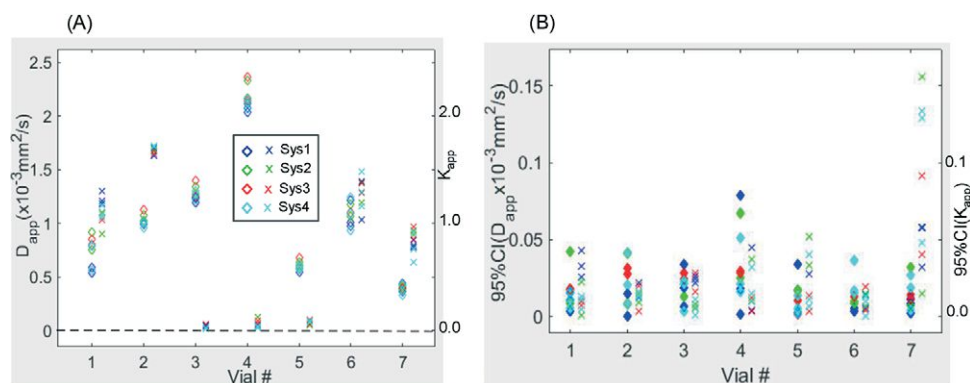 (A)
D_app(x10^-3 mm^2/s)
2.5
2
1.5
1
0.5
0
1 2 3 4 5 6 7
Vial #
2.0
1.0
0.0
K_app
Sys1
Sys2
Sys3
Sys4
(B)
95%CI(D_app x10^-3 mm^2/s)
0.15
0.1
0.05
0
1 2 3 4 5 6 7
Vial #
0.1
0.0
95%CI(K_app)